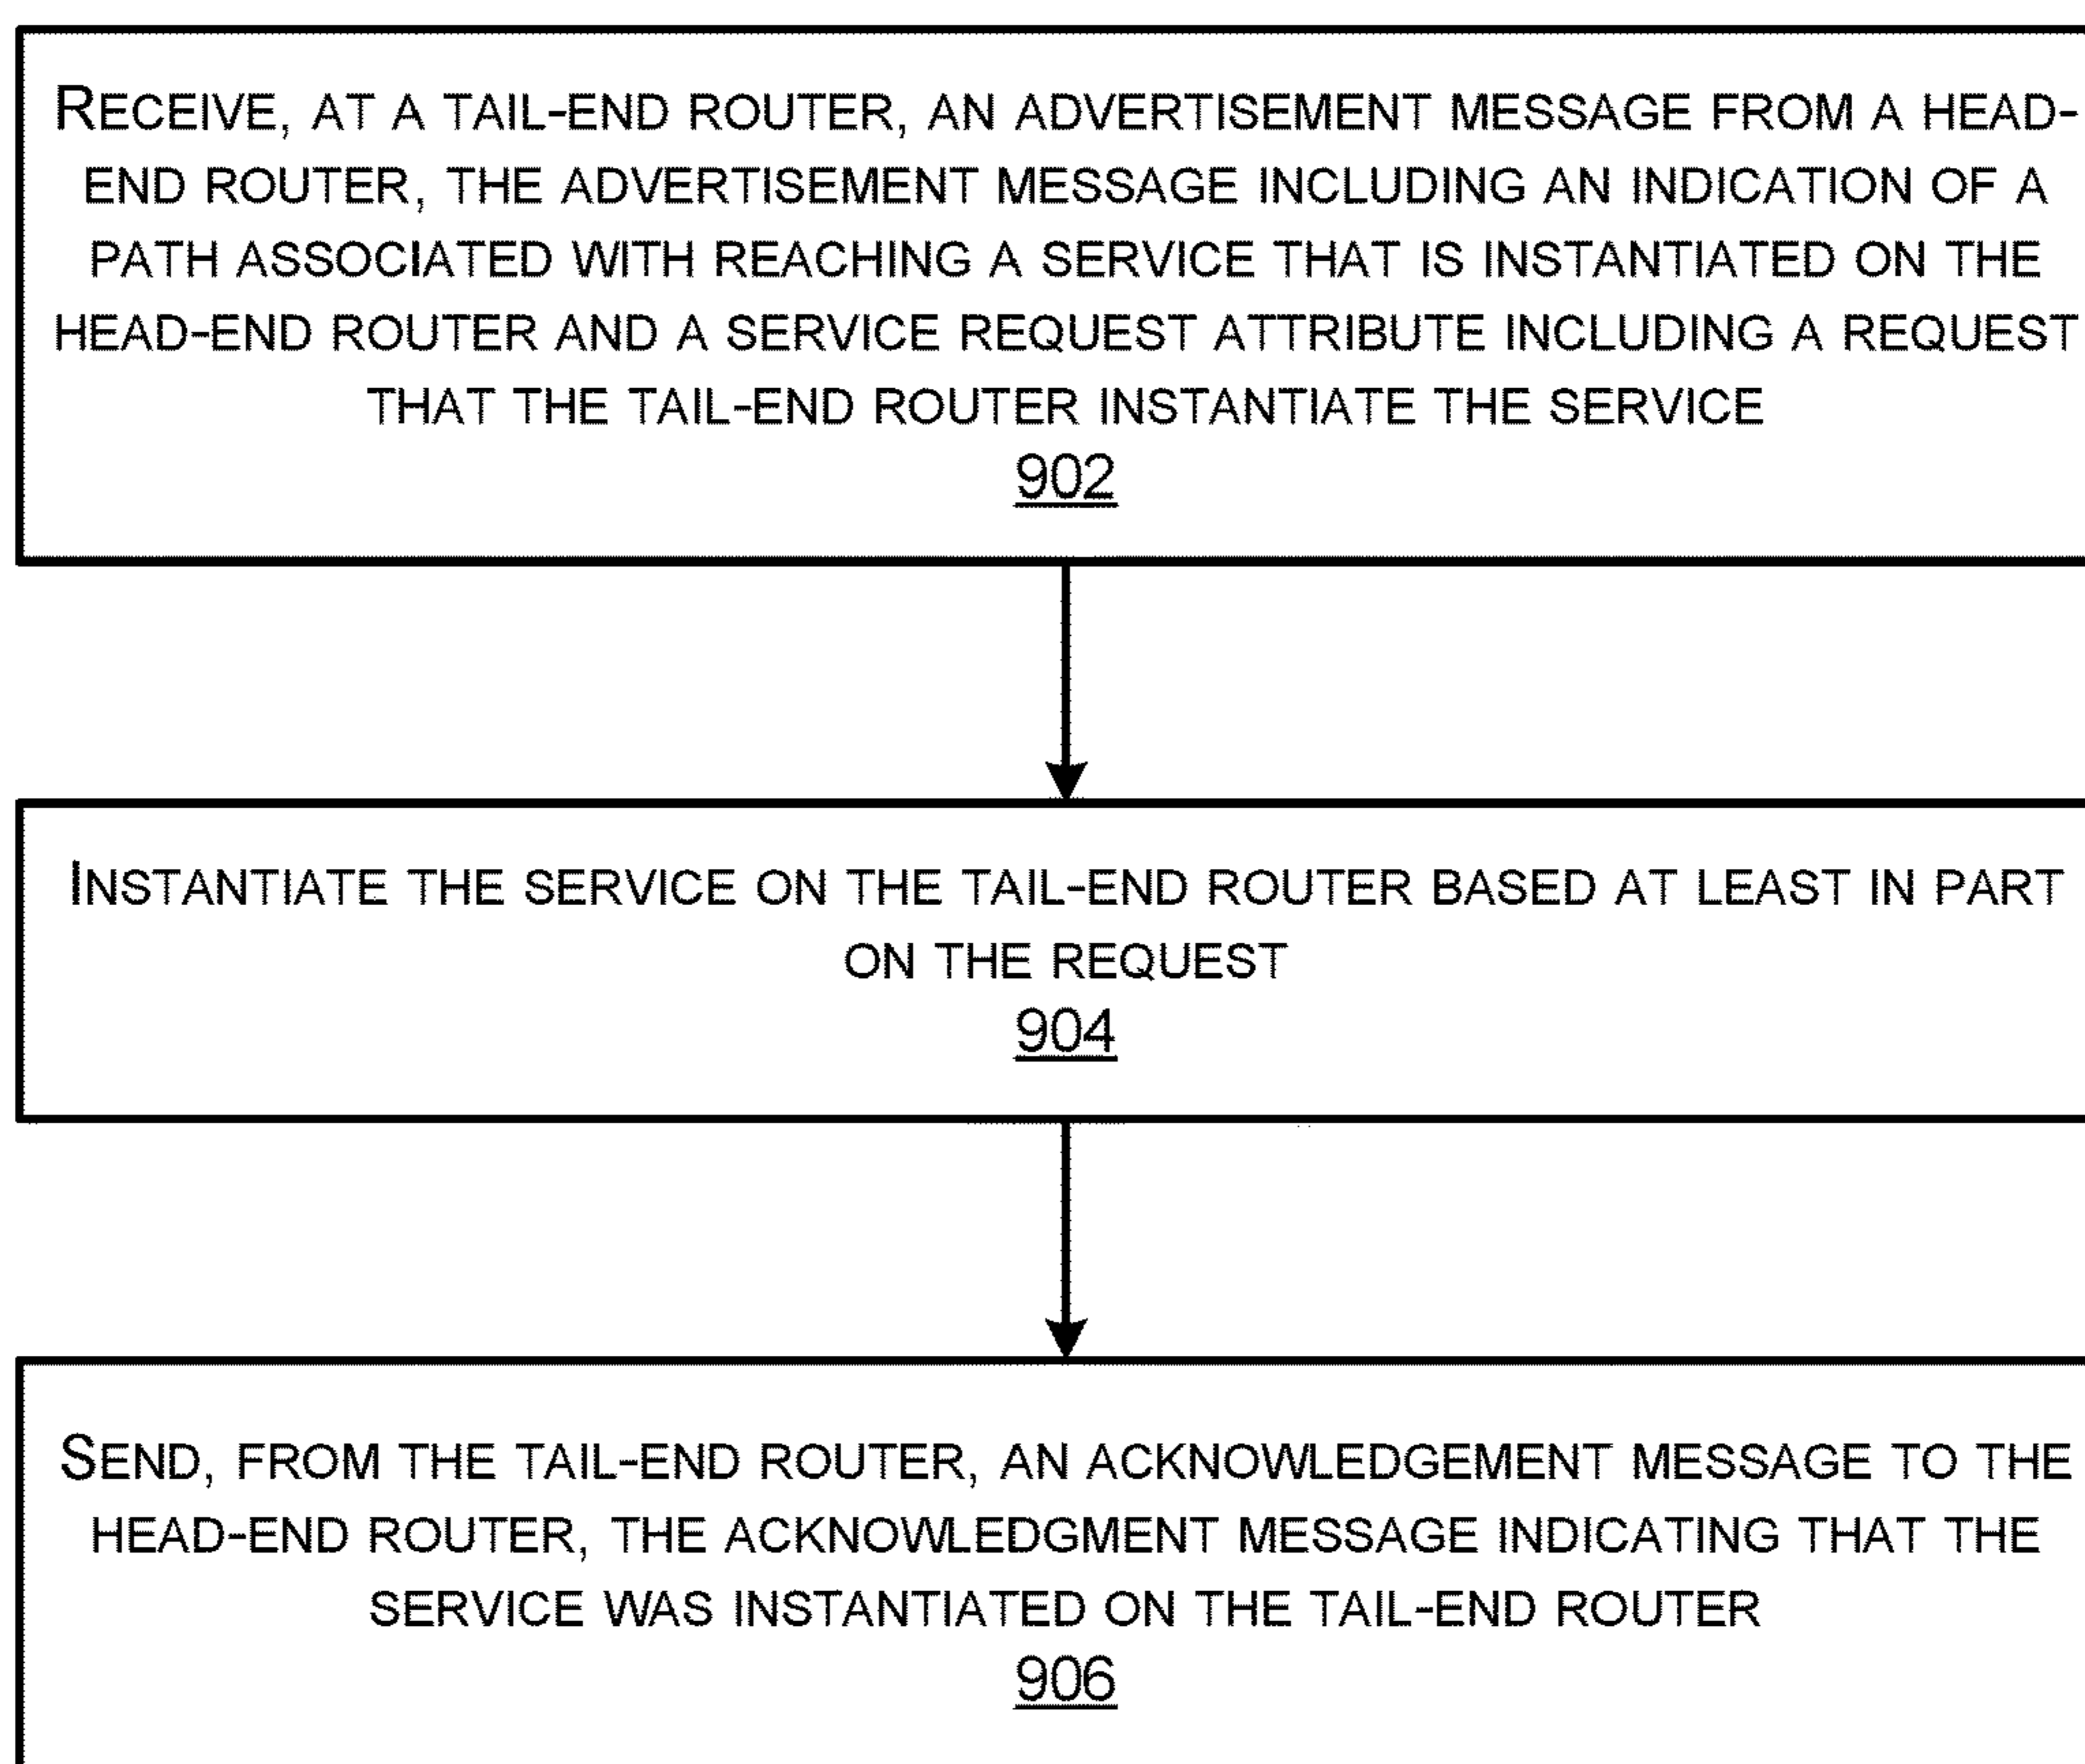 RECEIVE, AT A TAIL-END ROUTER, AN ADVERTISEMENT MESSAGE FROM A HEAD-
END ROUTER, THE ADVERTISEMENT MESSAGE INCLUDING AN INDICATION OF A
PATH ASSOCIATED WITH REACHING A SERVICE THAT IS INSTANTIATED ON THE
HEAD-END ROUTER AND A SERVICE REQUEST ATTRIBUTE INCLUDING A REQUEST
THAT THE TAIL-END ROUTER INSTANTIATE THE SERVICE
902
INSTANTIATE THE SERVICE ON THE TAIL-END ROUTER BASED AT LEAST IN PART
ON THE REQUEST
904
SEND, FROM THE TAIL-END ROUTER, AN ACKNOWLEDGEMENT MESSAGE TO THE
HEAD-END ROUTER, THE ACKNOWLEDGMENT MESSAGE INDICATING THAT THE
SERVICE WAS INSTANTIATED ON THE TAIL-END ROUTER
906